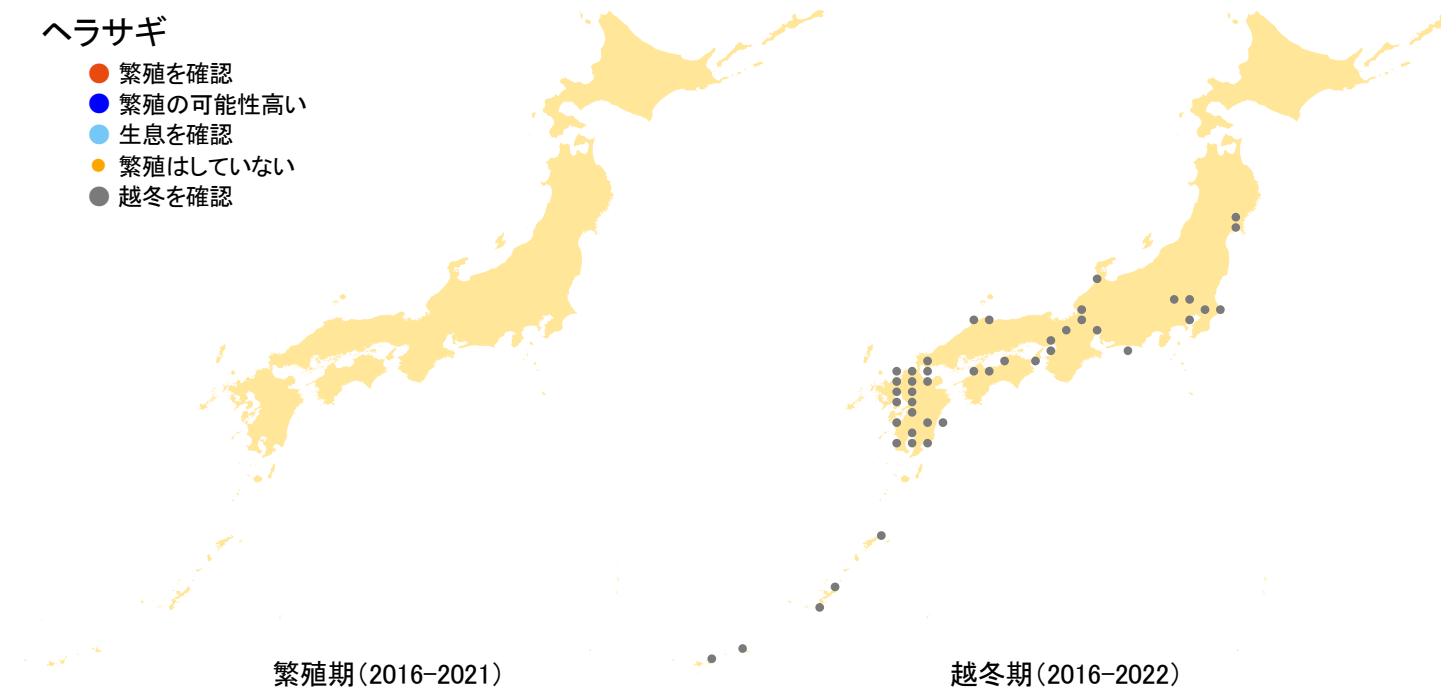 ヘラサギ
繁殖を確認
繁殖の可能性高い
生息を確認
繁殖はしていない
越冬を確認
繁殖期（2016-2021）
越冬期（2016-2022）